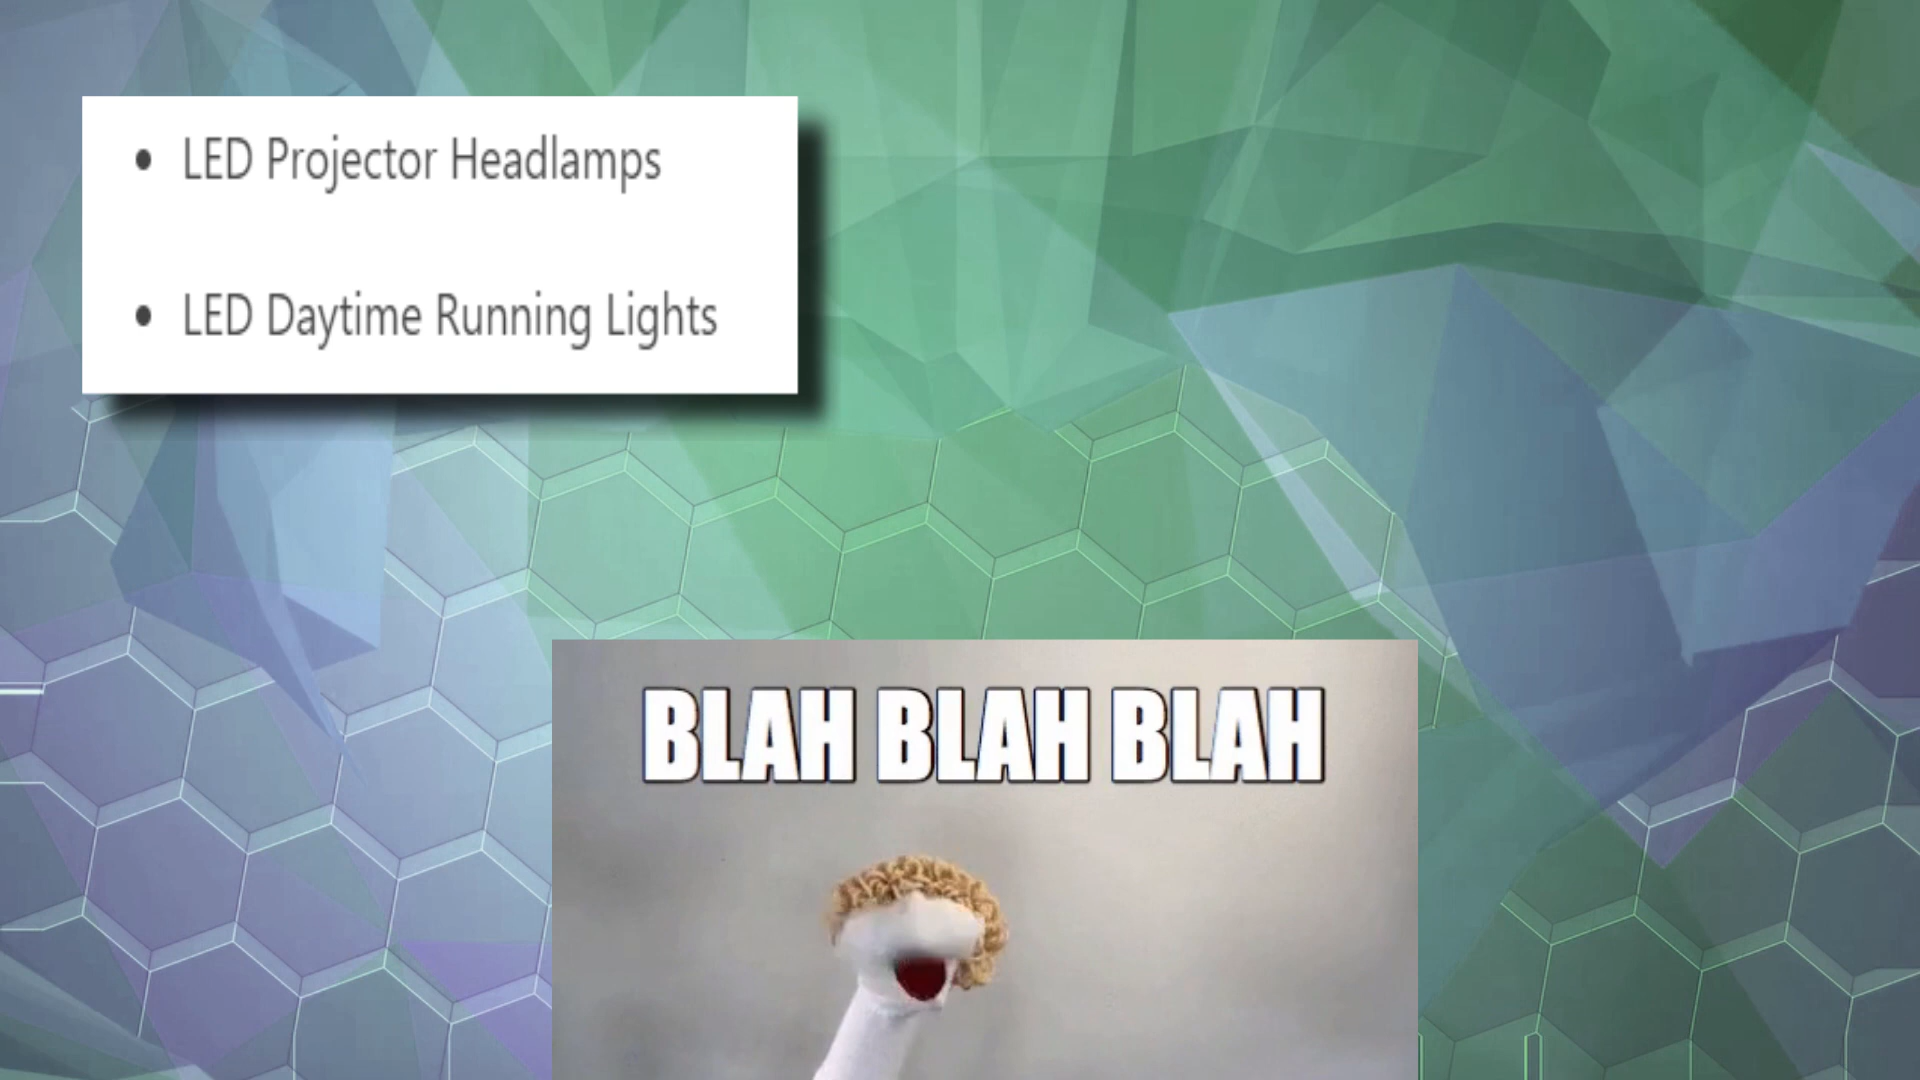 • LED Projector Headlamps
• LED Daytime Running Lights
BLAH BLAH BLAH